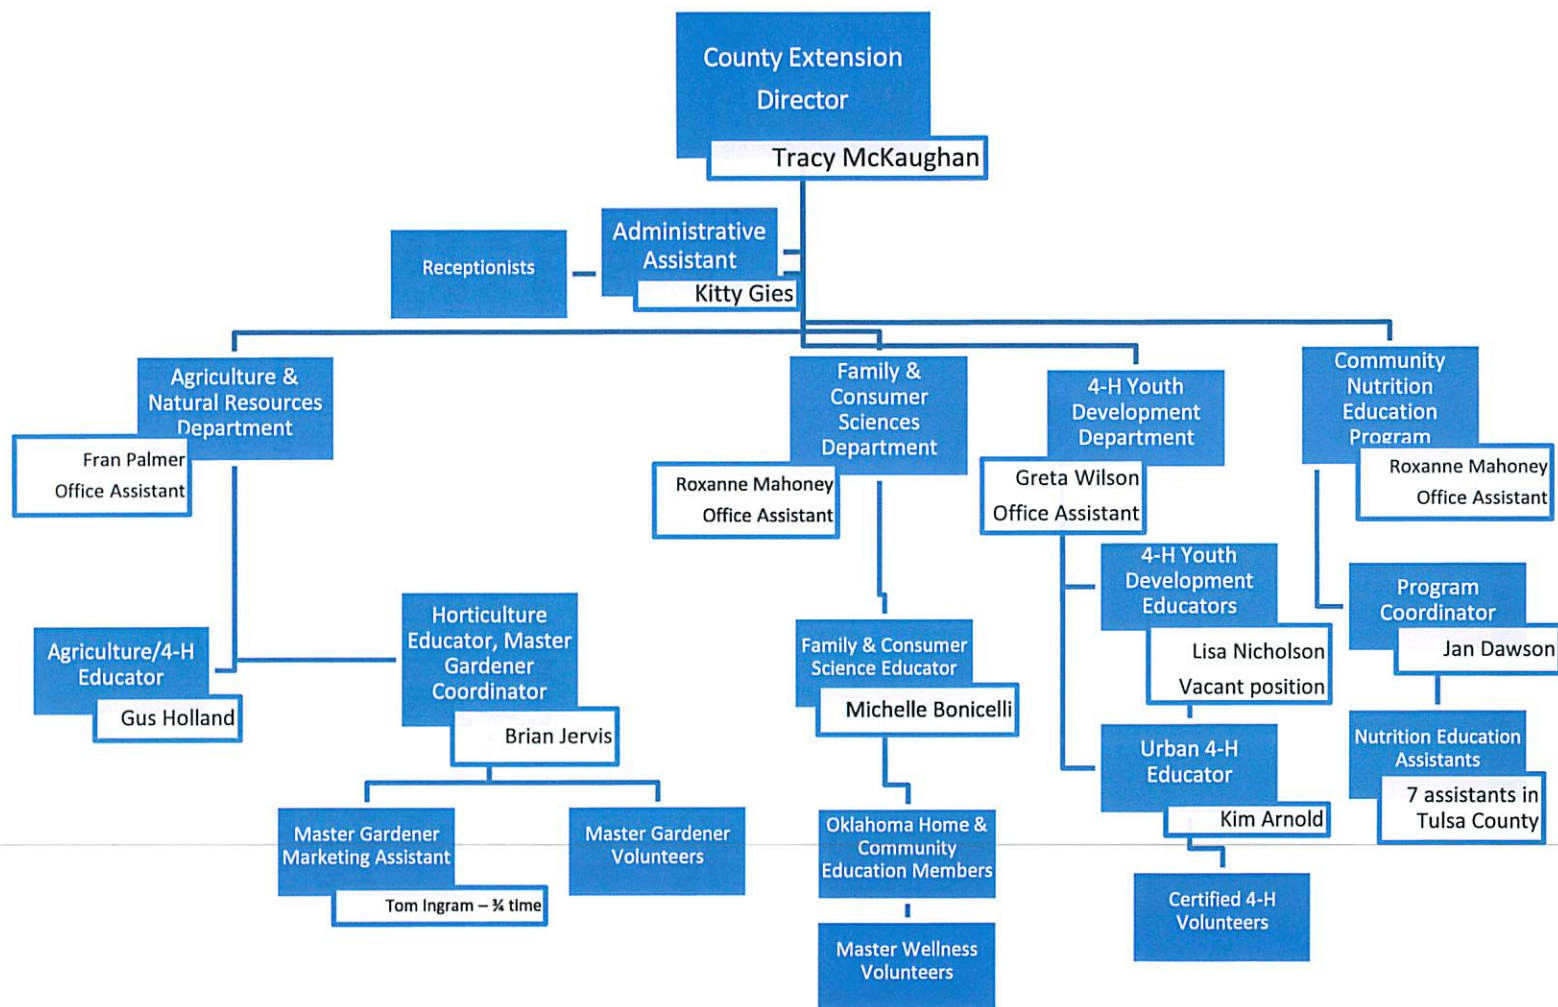 County Extension
Director
Tracy McKaughan
Receptionists
Administrative
Assistant
Kitty Gies
Agriculture &
Natural Resources
Department
Fran Palmer
Office Assistant
Family &
Consumer
Sciences
Department
Roxanne Mahoney
Office Assistant
4-H Youth
Development
Department
Greta Wilson
Office Assistant
Community
Nutrition
Education
Program
Roxanne Mahoney
Office Assistant
Agriculture/4-H
Educator
Gus Holland
Horticulture
Educator, Master
Gardener
Coordinator
Brian Jervis
Family & Consumer
Science Educator
Michelle Bonicelli
4-H Youth
Development
Educators
Lisa Nicholson
Vacant position
Program
Coordinator
Jan Dawson
Urban 4-H
Educator
Kim Arnold
Nutrition Education
Assistants
7 assistants in
Tulsa County
Master Gardener
Marketing Assistant
Tom Ingram – ¾ time
Master Gardener
Volunteers
Oklahoma Home &
Community
Education Members
Master Wellness
Volunteers
Certified 4-H
Volunteers